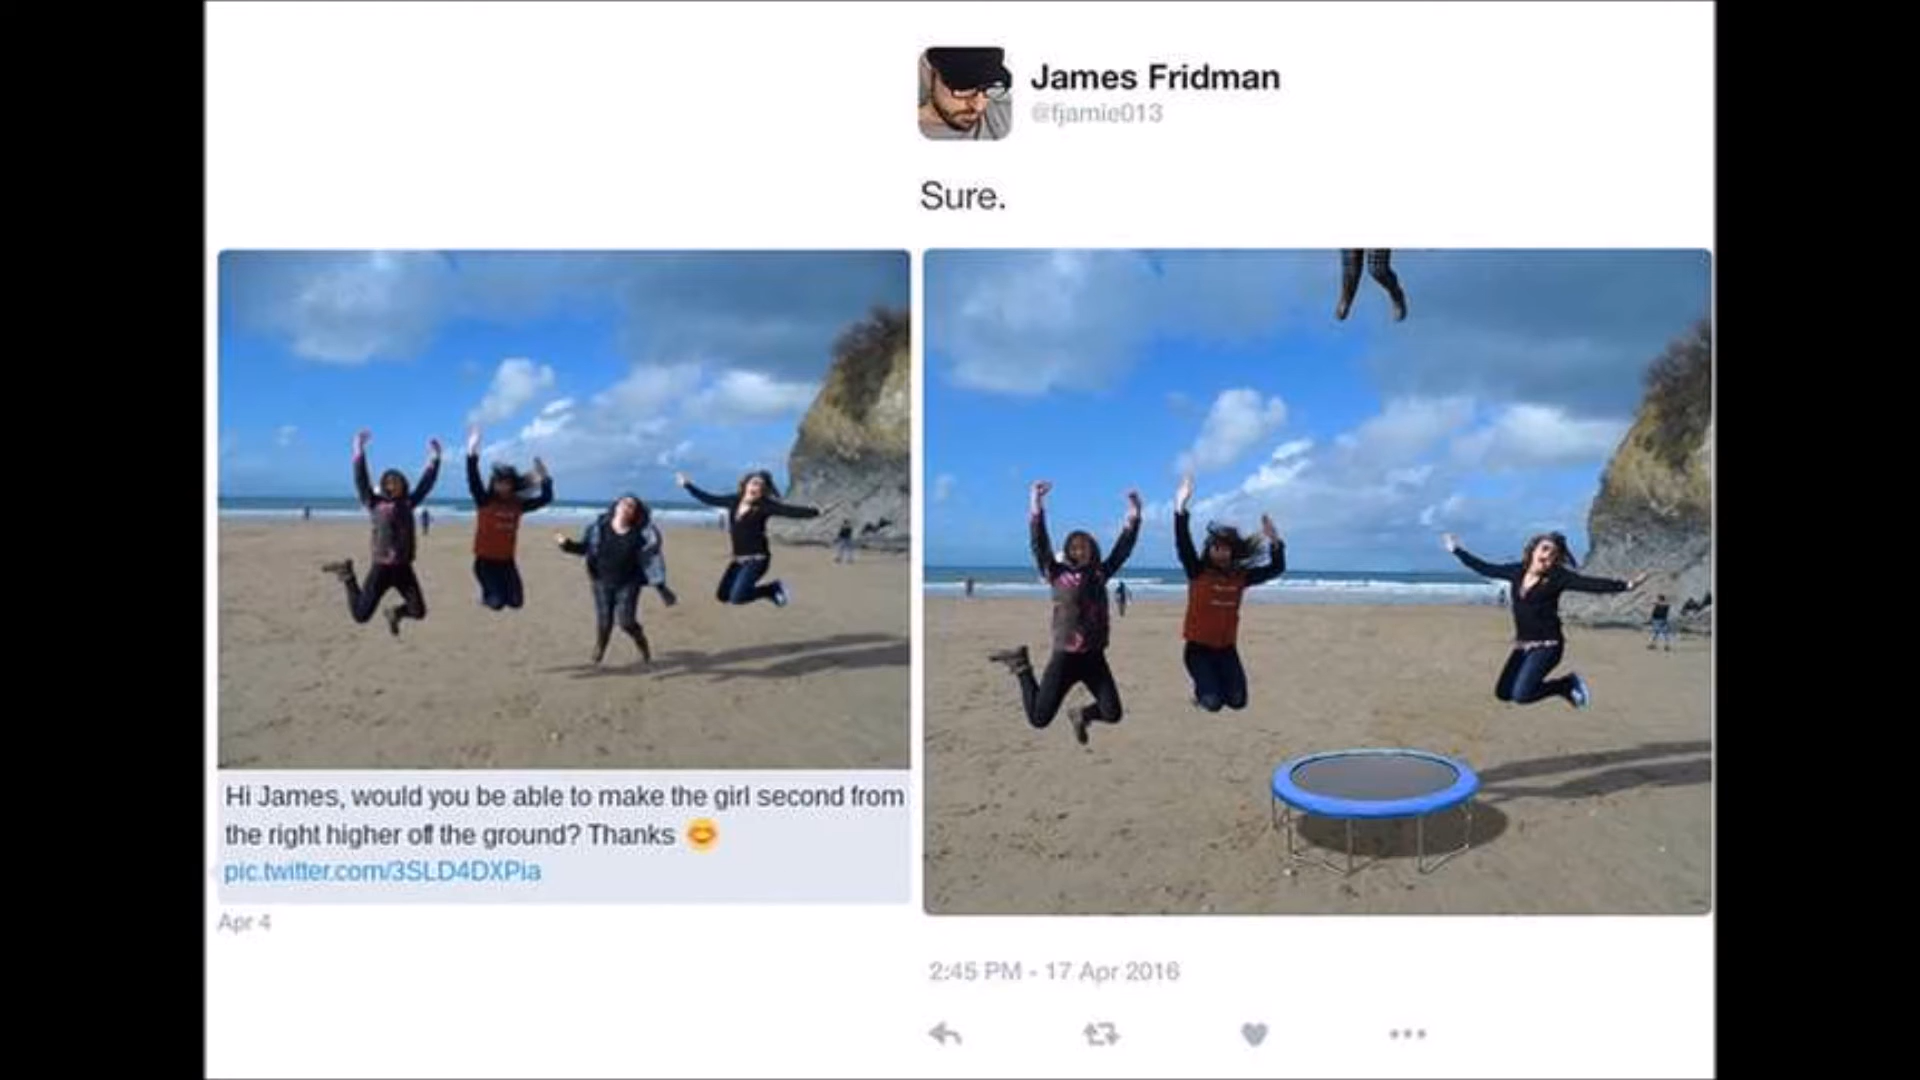 James Fridman
@fjamie013
Sure.
Hi James, would you be able to make the girl second from
the right higher off the ground? Thanks 😊
pic.twitter.com/3SLD4DXPia
Apr 4
2:45 PM - 17 Apr 2016